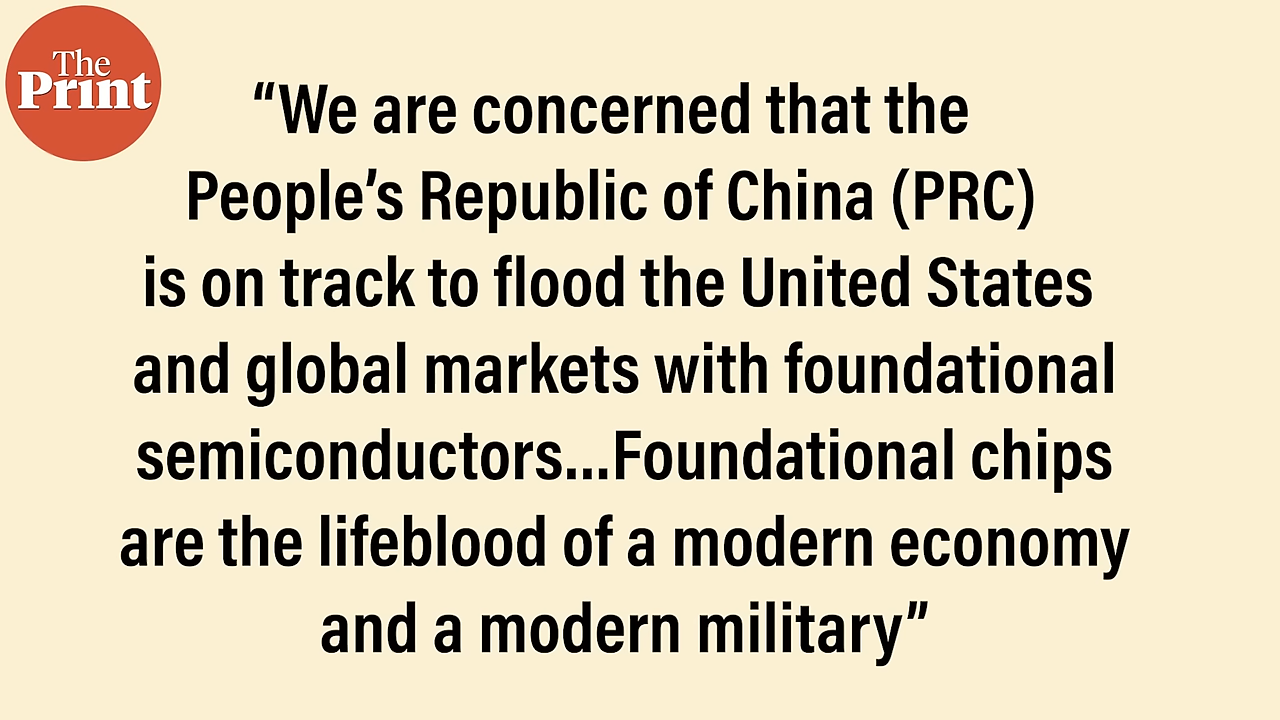 The
Print
“We are concerned that the
People’s Republic of China (PRC)
is on track to flood the United States
and global markets with foundational
semiconductors...Foundational chips
are the lifeblood of a modern economy
and a modern military”